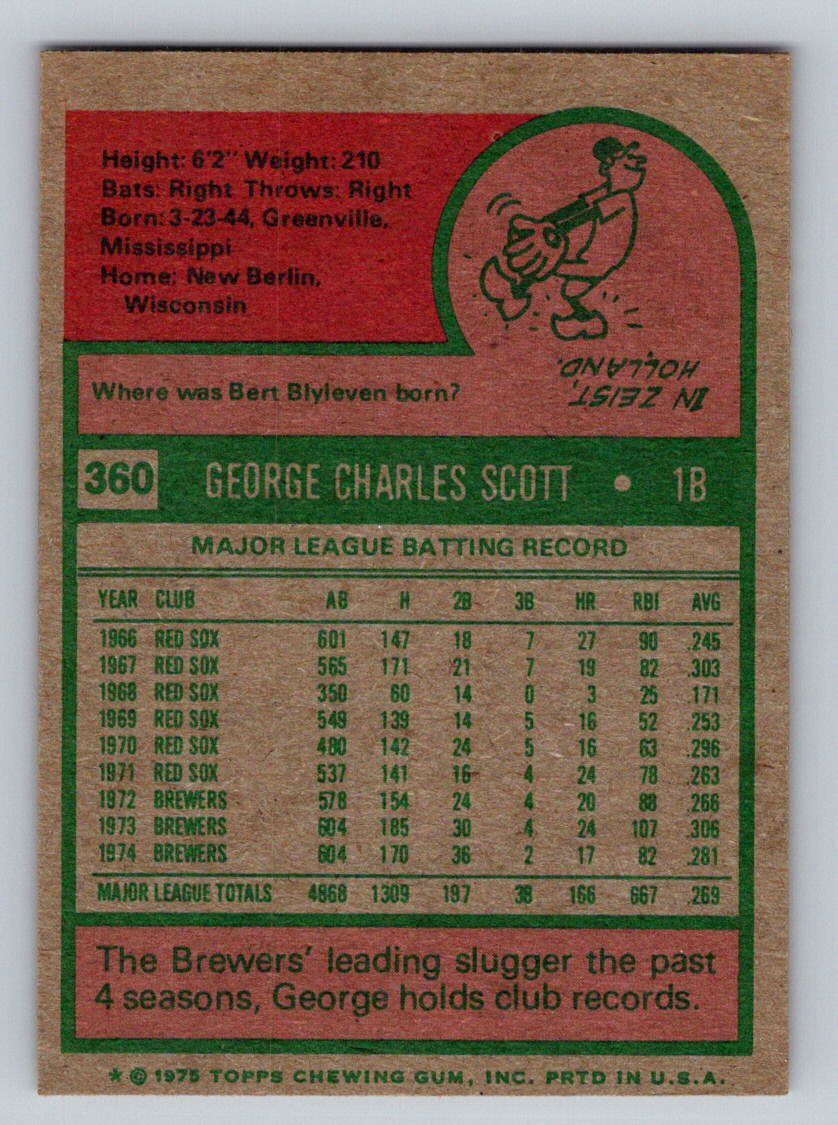 Height: 6'2" Weight: 210
Bats: Right Throws: Right
Born: 3-23-44, Greenville,
Mississippi
Home: New Berlin,
Wisconsin
Where was Bert Blyleven born?
IN ZEIST,
HOLLAND.
360 GEORGE CHARLES SCOTT • 1B
MAJOR LEAGUE BATTING RECORD
YEAR CLUB AB H 2B 3B HR RBI AVG
1966 RED SOX 601 147 18 7 27 90 .245
1967 RED SOX 565 171 21 7 19 82 .303
1968 RED SOX 350 60 14 0 3 25 .171
1969 RED SOX 549 139 14 5 16 52 .253
1970 RED SOX 480 142 24 5 16 63 .296
1971 RED SOX 537 141 16 4 24 78 .263
1972 BREWERS 578 154 24 4 20 88 .266
1973 BREWERS 604 185 30 4 24 107 .306
1974 BREWERS 604 170 36 2 17 82 .281
MAJOR LEAGUE TOTALS 4868 1309 197 38 166 667 .269
The Brewers' leading slugger the past
4 seasons, George holds club records.
* © 1975 TOPPS CHEWING GUM, INC. PRTD IN U.S.A.